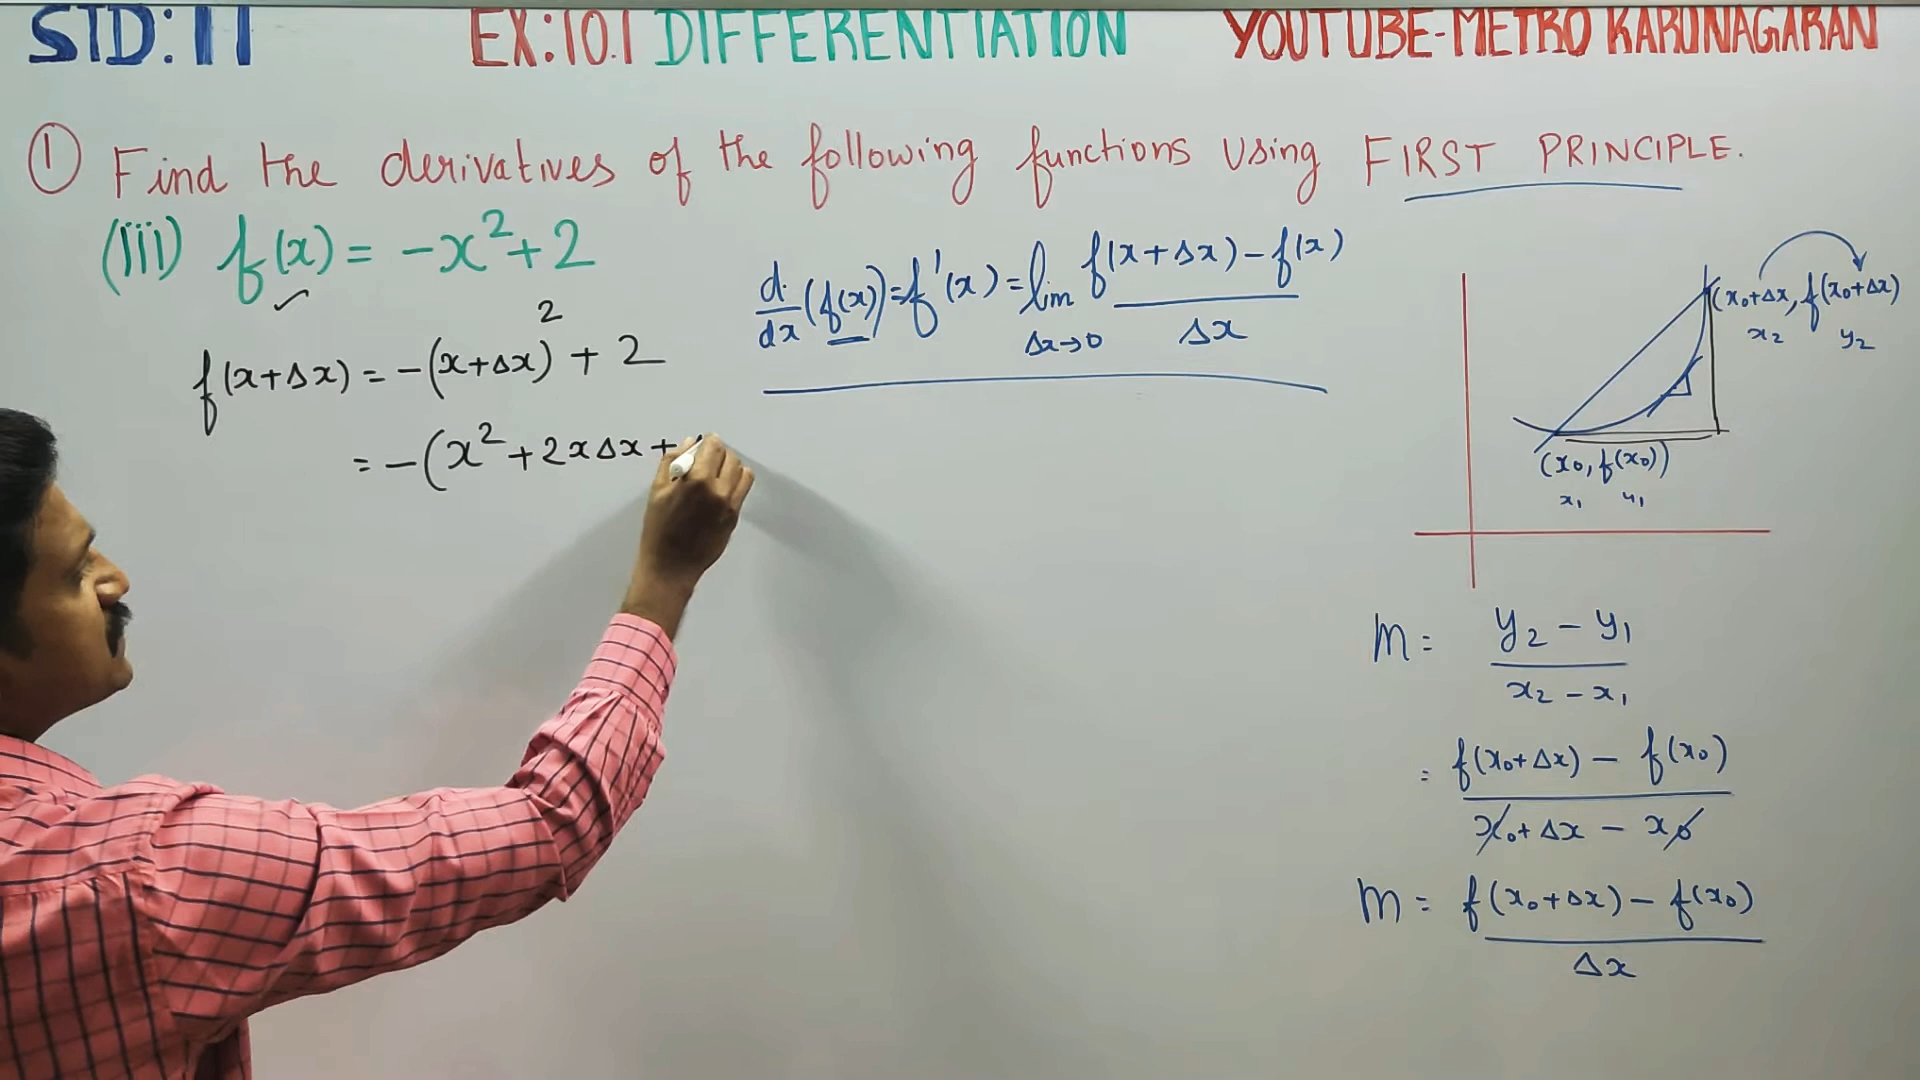 STD: 11 EX: 10.1 DIFFERENTIATION YOUTUBE-METRO KARUNAGARAN
① Find the derivatives of the following functions using FIRST PRINCIPLE.
(iii) f(x) = -x²+2
f(x+Δx) = -(x+Δx)² + 2
= -(x² + 2xΔx +
d/dx (f(x)) = f'(x) = lim Δx→0 f(x+Δx) - f(x) / Δx
(x₀+Δx, f(x₀+Δx)
x₂ y₂
(x₀, f(x₀))
x₁ y₁
m = y₂ - y₁ / x₂ - x₁
= f(x₀+Δx) - f(x₀) / x₀+Δx - x₀
m = f(x₀+Δx) - f(x₀) / Δx